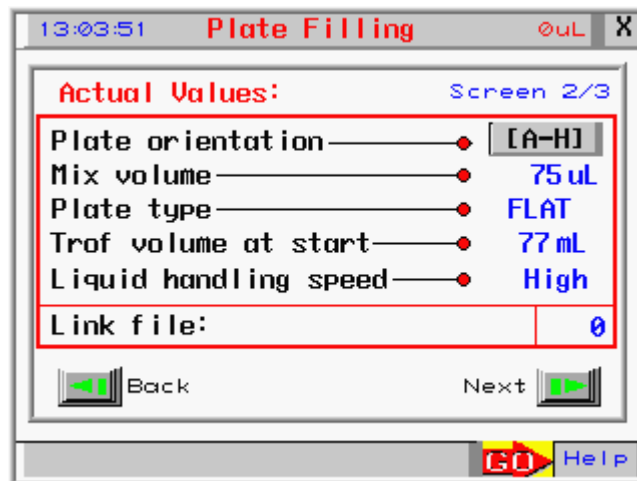 13:03:51 Plate Filling 0uL X
Actual Values: Screen 2/3
Plate orientation [A-H]
Mix volume 75 uL
Plate type FLAT
Trof volume at start 77 mL
Liquid handling speed High
Link file: 0
Back Next
GO Help